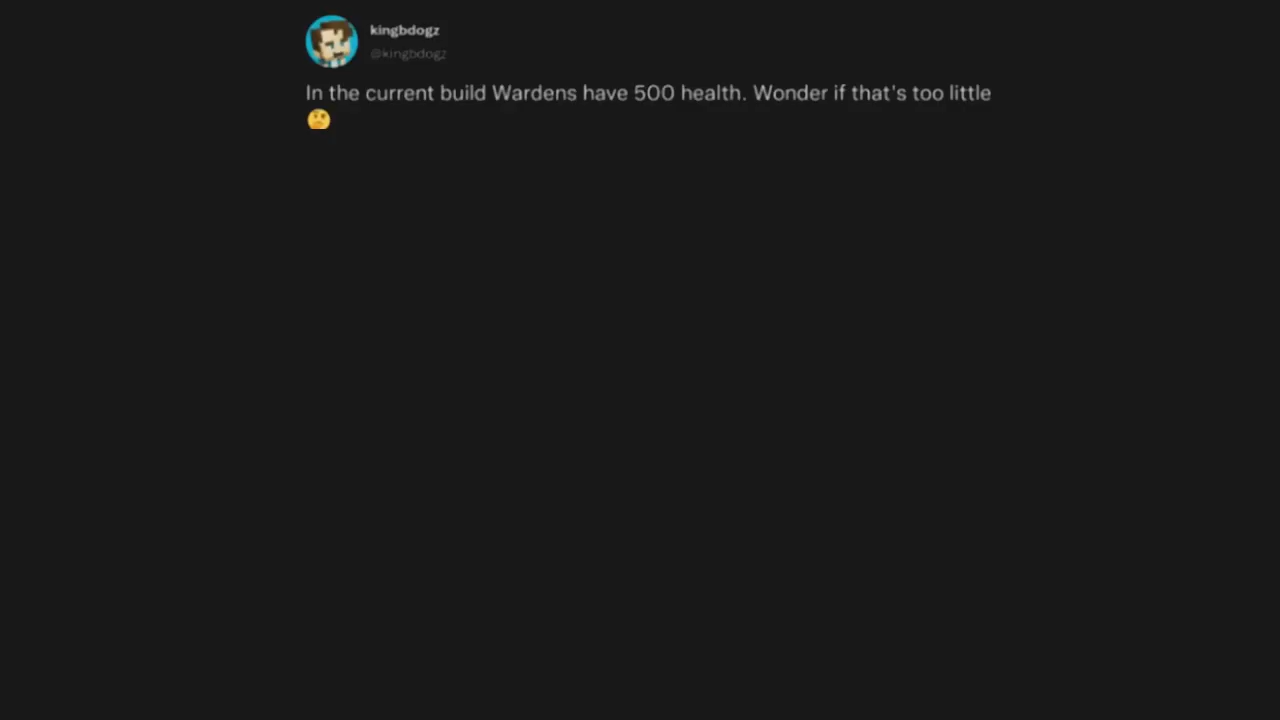 kingbdogz
@kingbdogz
In the current build Wardens have 500 health. Wonder if that's too little
🤔